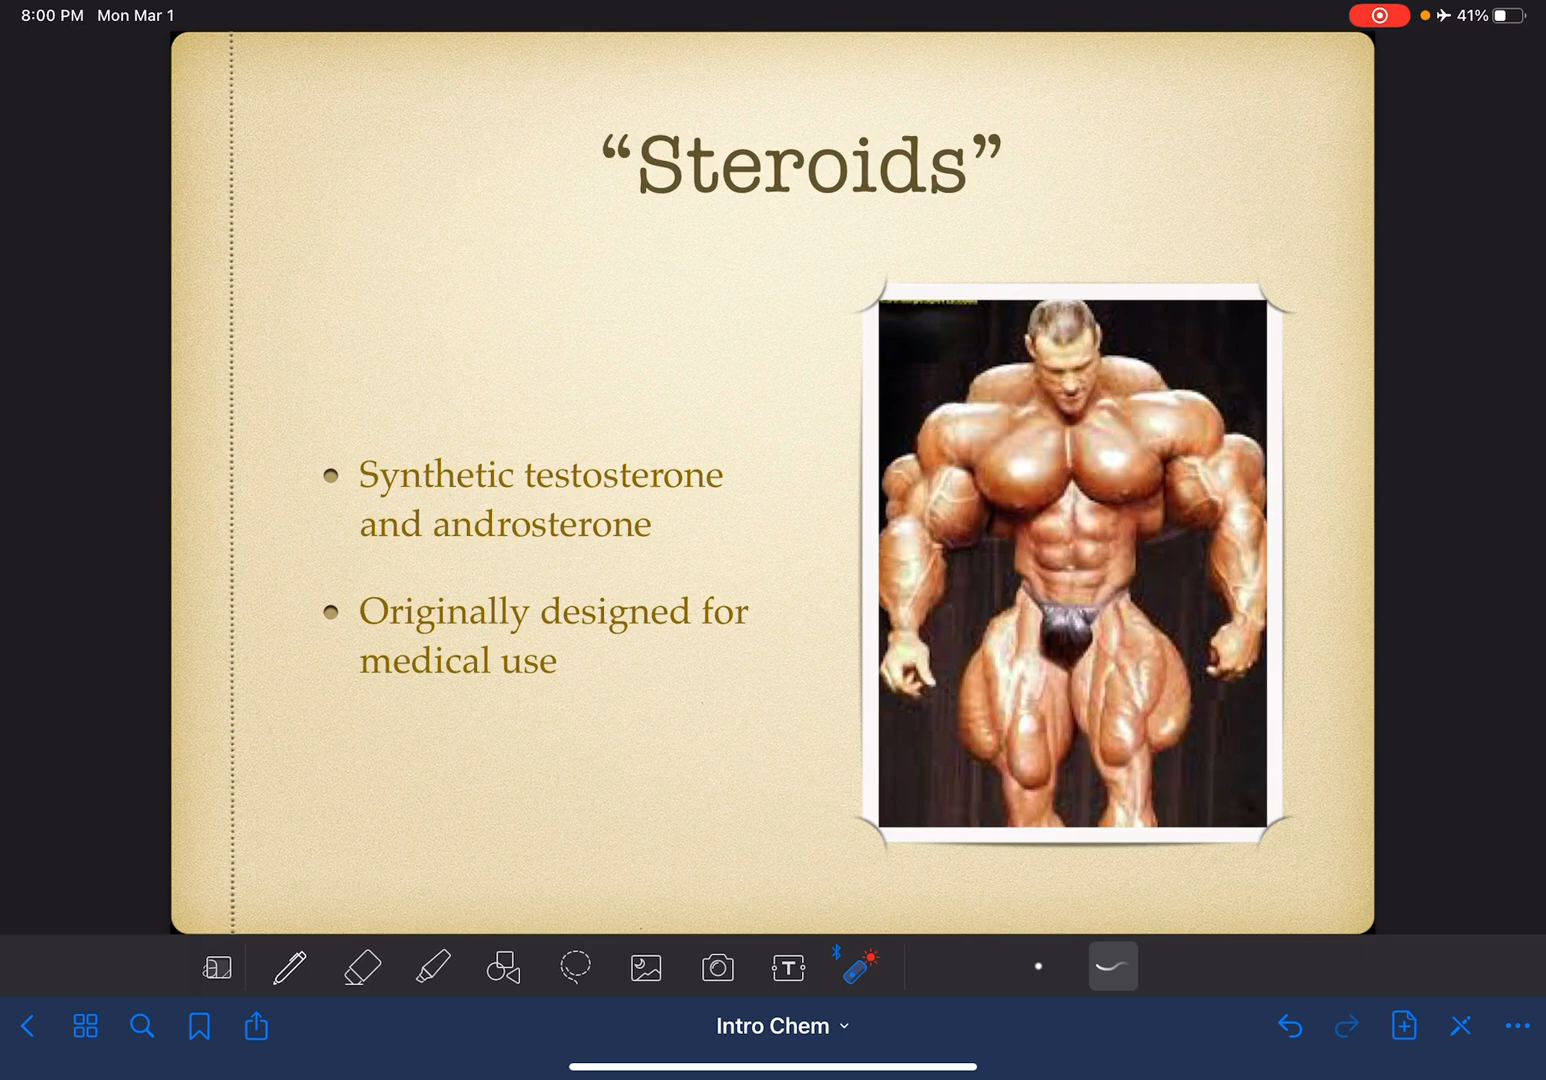 8:00 PM Mon Mar 1
41%
“Steroids”
• Synthetic testosterone
and androsterone
• Originally designed for
medical use
T
Intro Chem